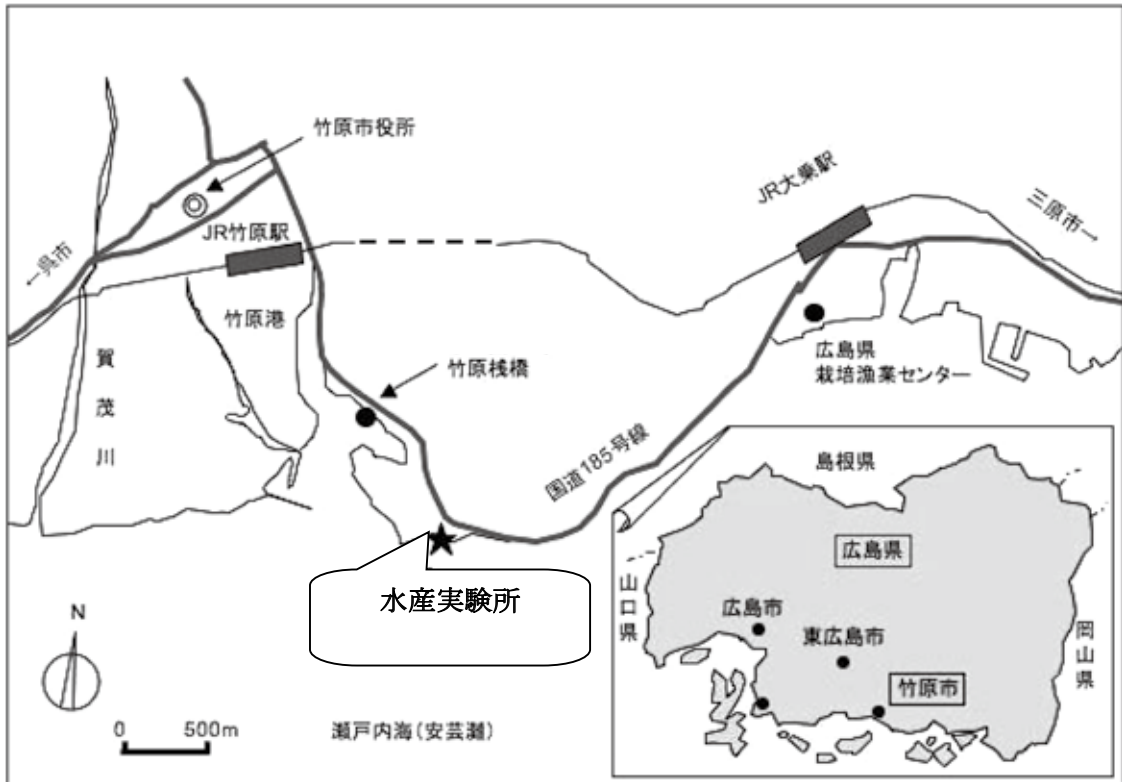 竹原市役所
JR大乗駅
三原市→
JR竹原駅
←呉市
竹原港
広島県
栽培漁業センター
賀茂川
竹原桟橋
国道185号線
水産実験所
N
0 500m
瀬戸内海(安芸灘)
島根県
広島県
山口県
広島市
東広島市
岡山県
竹原市